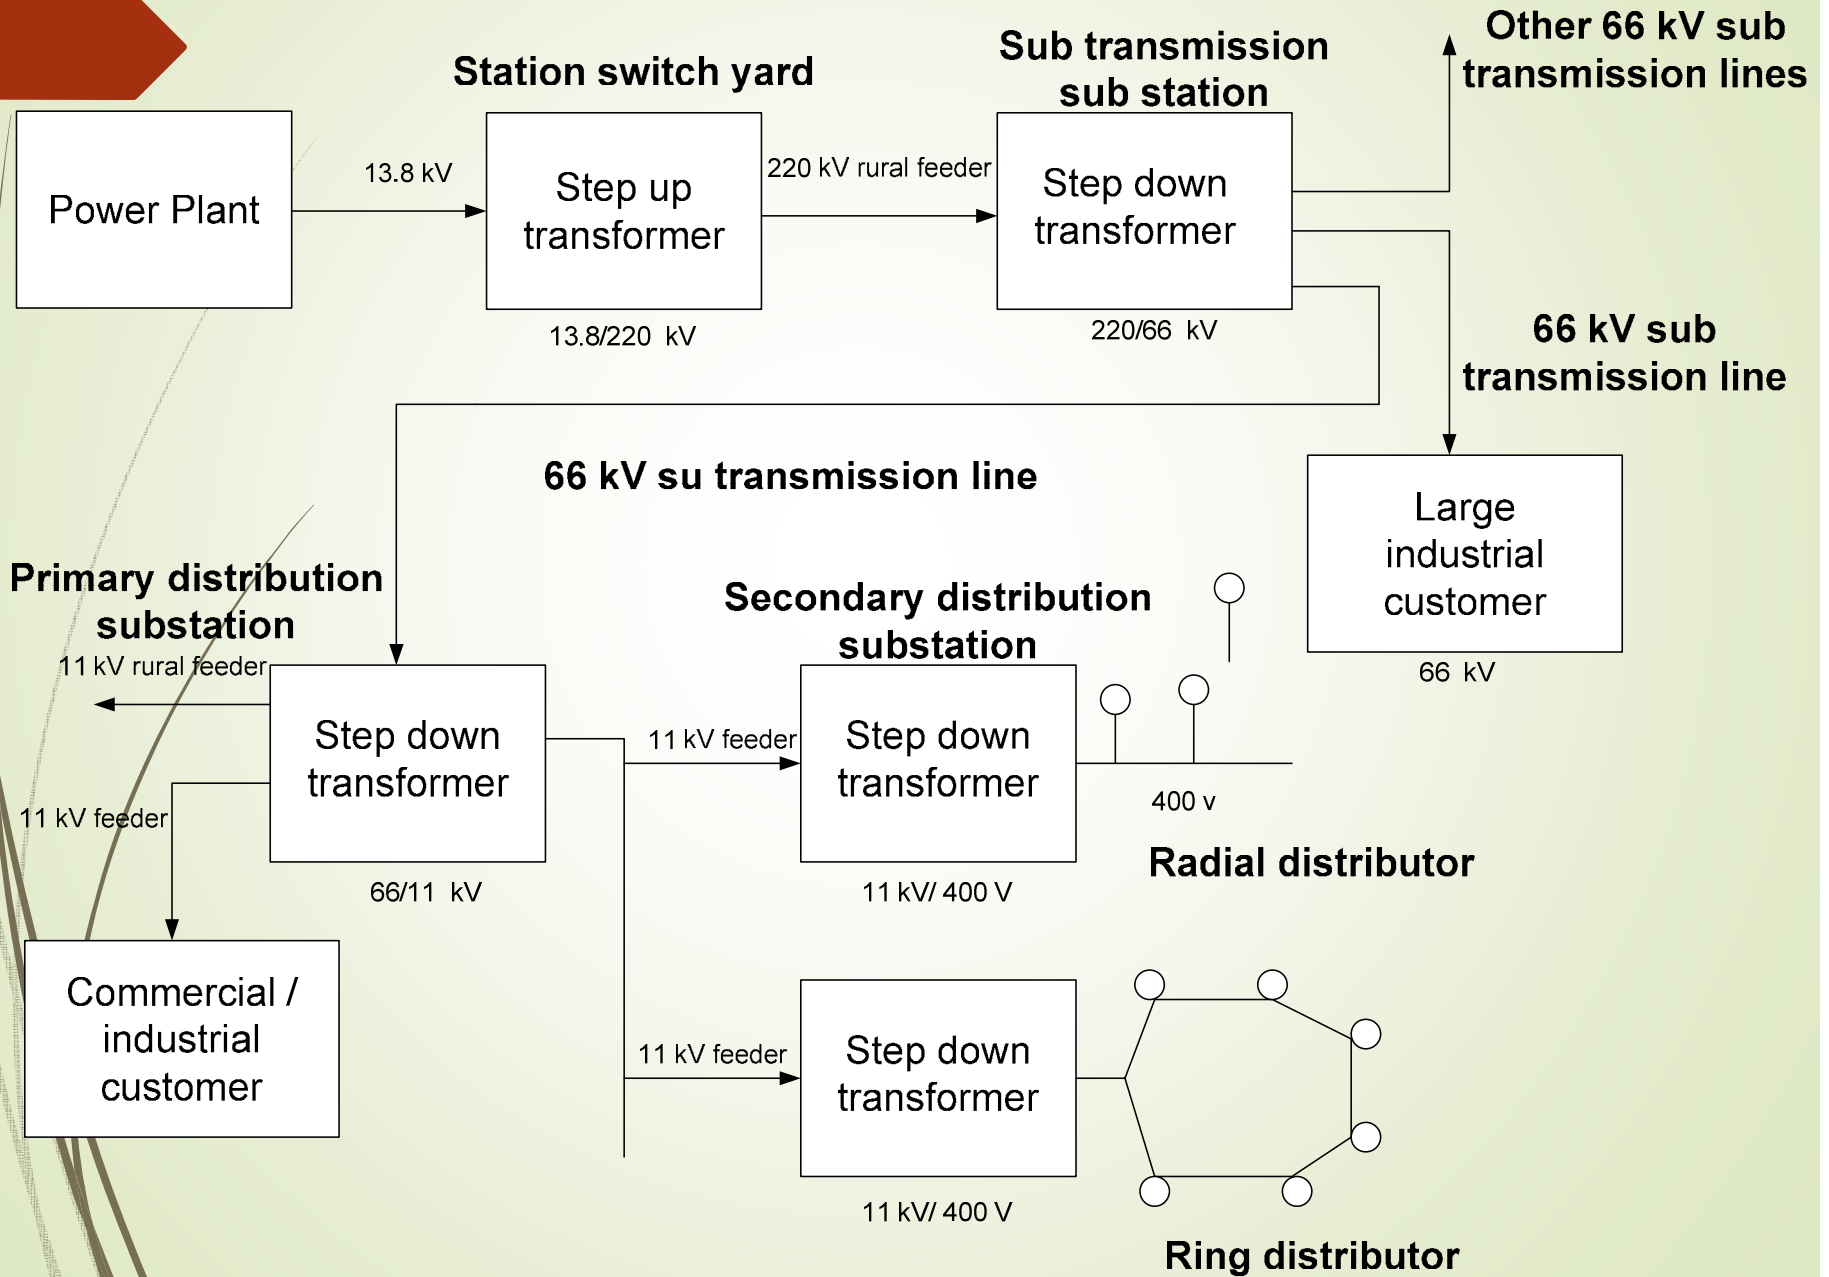 Other 66 kV sub
transmission lines
Sub transmission
sub station
Station switch yard
Power Plant
13.8 kV
Step up
transformer
13.8/220 kV
220 kV rural feeder
Step down
transformer
220/66 kV
66 kV sub
transmission line
Large
industrial
customer
66 kV
66 kV su transmission line
Primary distribution
substation
11 kV rural feeder
Step down
transformer
66/11 kV
11 kV feeder
Commercial /
industrial
customer
Secondary distribution
substation
11 kV feeder
Step down
transformer
11 kV/ 400 V
400 v
Radial distributor
11 kV feeder
Step down
transformer
11 kV/ 400 V
Ring distributor